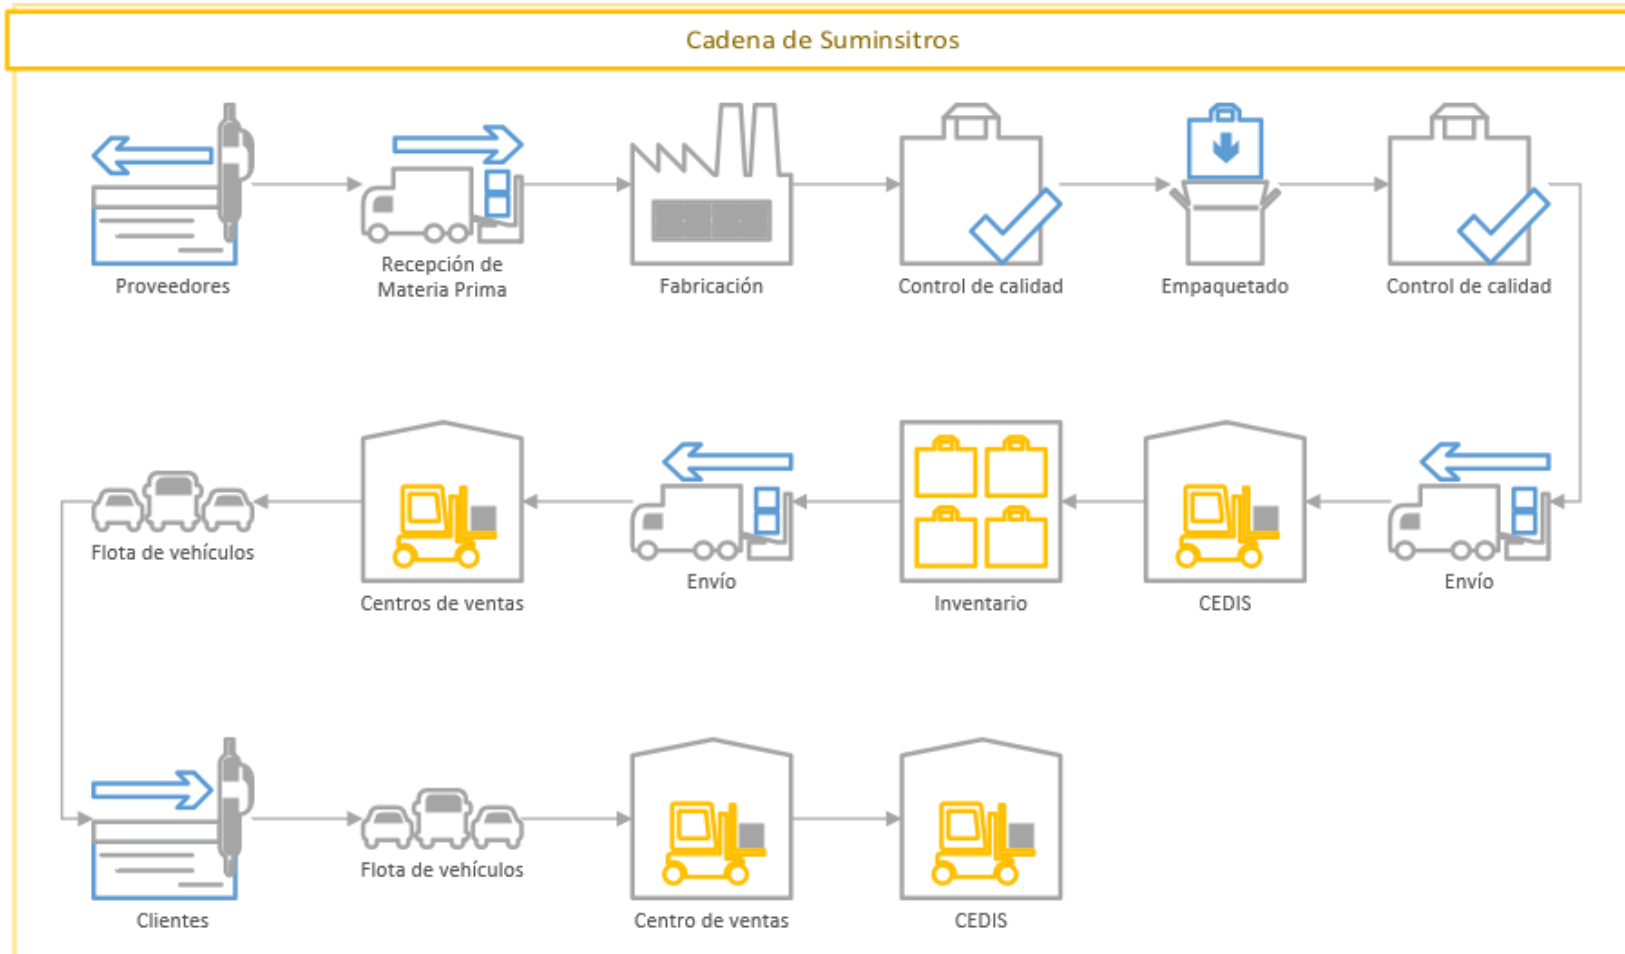 Cadena de Suminsitros
Proveedores
Recepción de
Materia Prima
Fabricación
Control de calidad
Empaquetado
Control de calidad
Flota de vehículos
Centros de ventas
Envío
Inventario
CEDIS
Envío
Clientes
Flota de vehículos
Centro de ventas
CEDIS